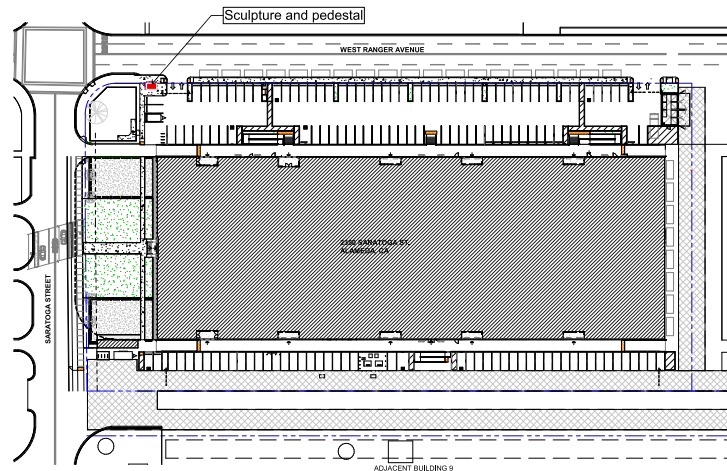 Sculpture and pedestal
WEST RANGER AVENUE
2350 SARATOGA ST.
ALAMEDA, CA
SARATOGA STREET
ADJACENT BUILDING 9